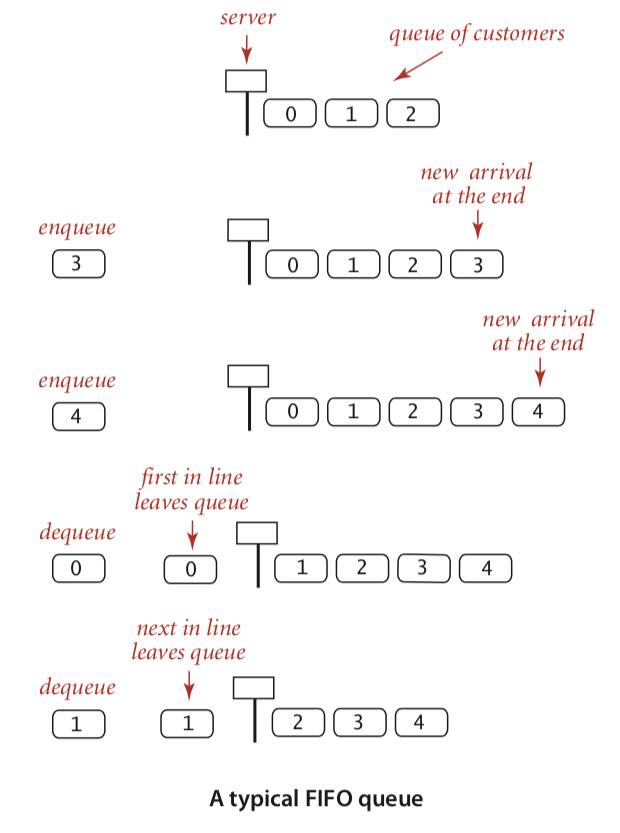 server
queue of customers
0 1 2
new arrival
at the end
enqueue
3
0 1 2 3
new arrival
at the end
enqueue
4
0 1 2 3 4
first in line
leaves queue
dequeue
0
0
1 2 3 4
next in line
leaves queue
dequeue
1
1
2 3 4
A typical FIFO queue